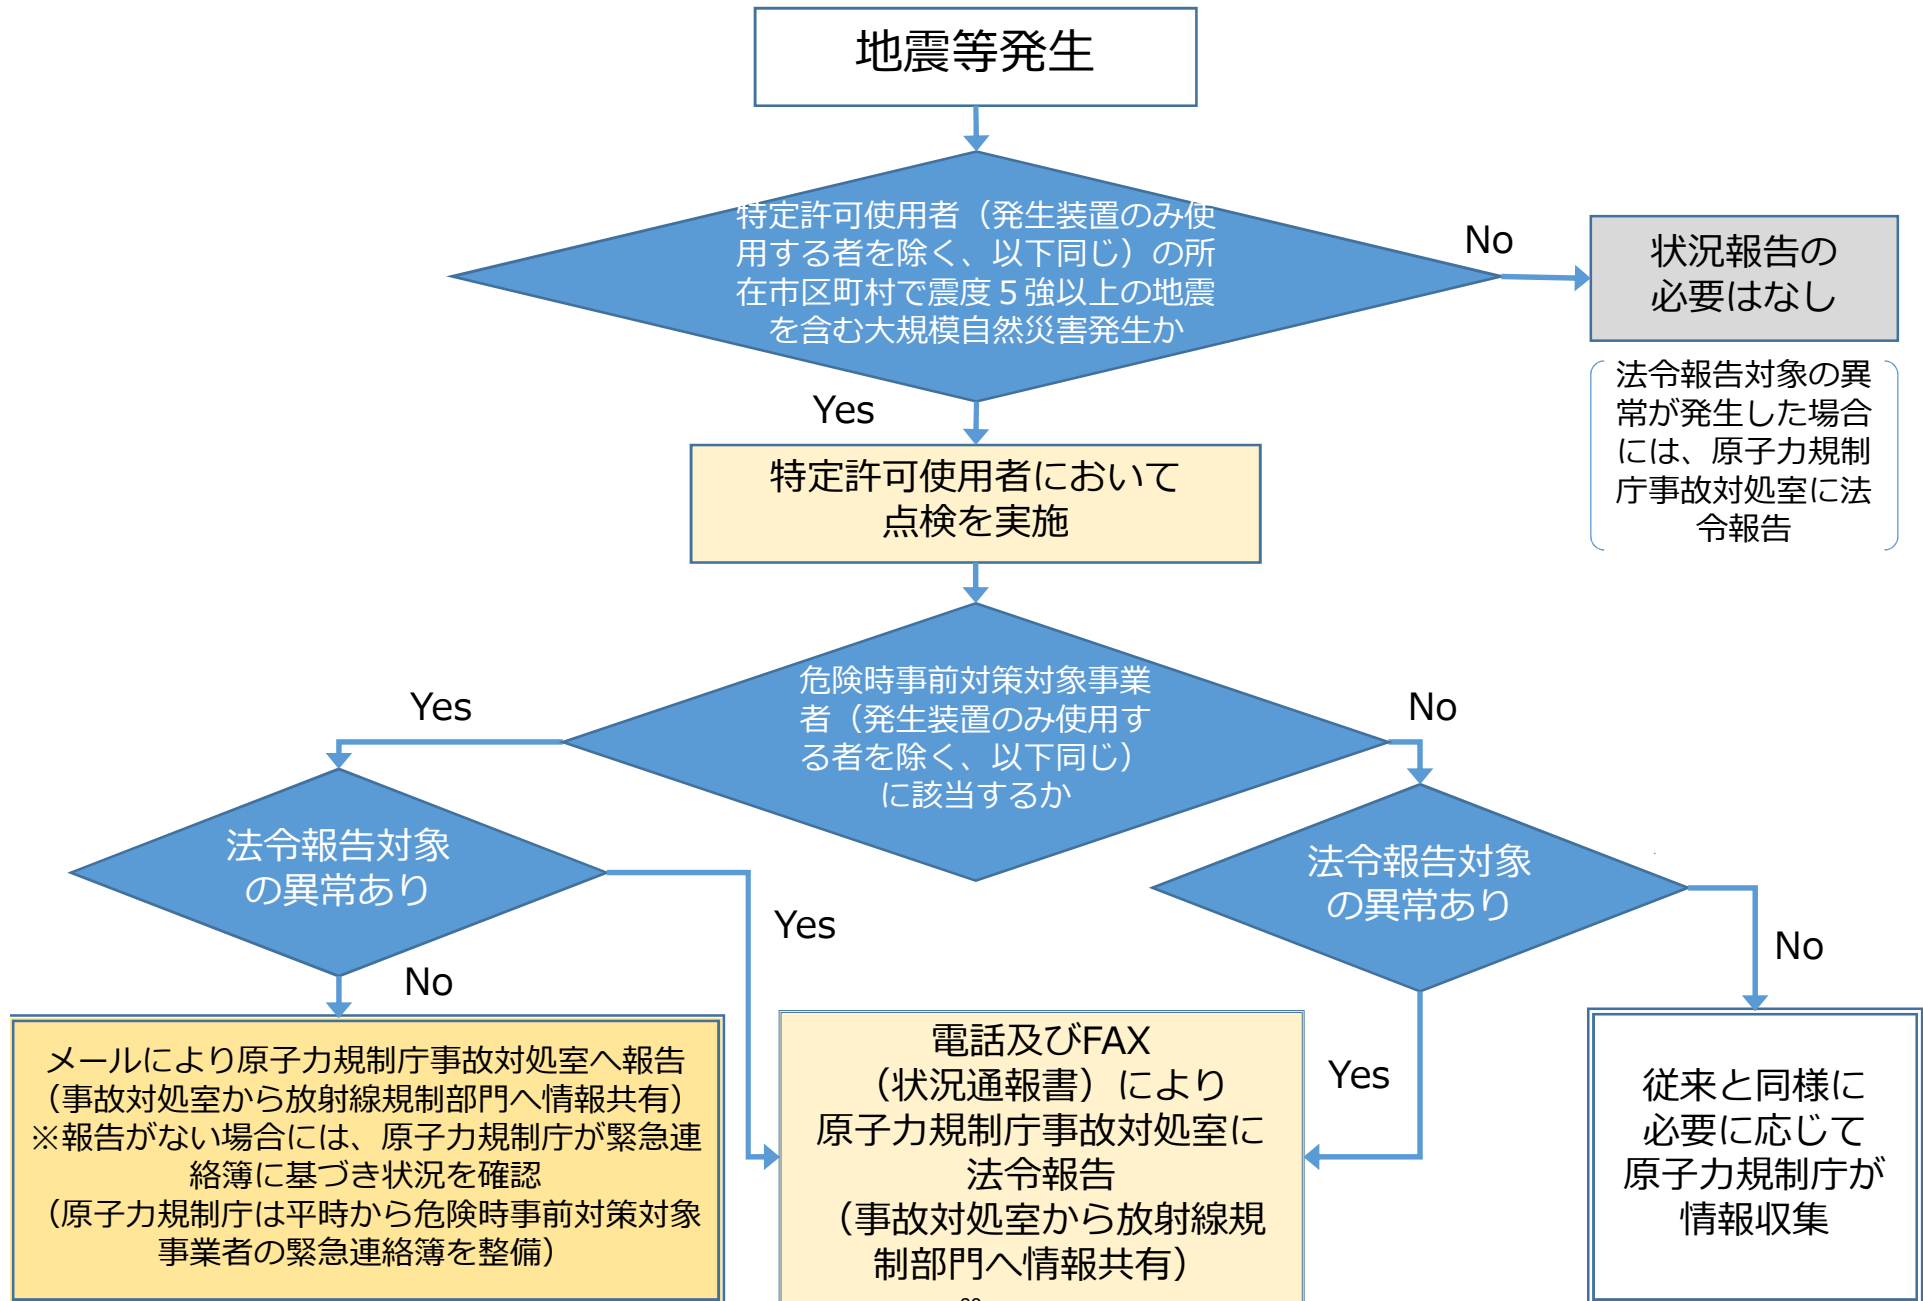 地震等発生
特定許可使用者（発生装置のみ使
用する者を除く、以下同じ）の所
在市区町村で震度５強以上の地震
を含む大規模自然災害発生か
No
状況報告の
必要はなし
法令報告対象の異
常が発生した場合
には、原子力規制
庁事故対処室に法
令報告
Yes
特定許可使用者において
点検を実施
危険時事前対策対象事業
者（発生装置のみ使用す
る者を除く、以下同じ）
に該当するか
Yes
No
法令報告対象
の異常あり
法令報告対象
の異常あり
Yes
No
No
Yes
メールにより原子力規制庁事故対処室へ報告
（事故対処室から放射線規制部門へ情報共有）
※報告がない場合には、原子力規制庁が緊急連
絡簿に基づき状況を確認
（原子力規制庁は平時から危険時事前対策対象
事業者の緊急連絡簿を整備）
電話及びFAX
（状況通報書）により
原子力規制庁事故対処室に
法令報告
（事故対処室から放射線規
制部門へ情報共有）
従来と同様に
必要に応じて
原子力規制庁が
情報収集